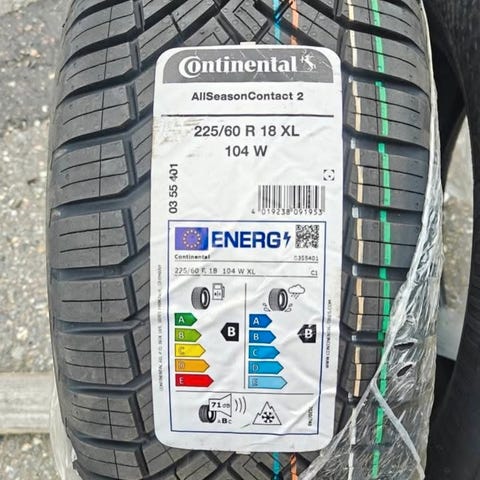 Continental
AllSeasonContact 2
225/60 R 18 XL
104 W
03 55 401
4 019238 091953
ENERG
Continental 0355401
225/60 R 18 104 W XL C1
A
B
C
D
E
B
A
B
C
D
E
B
71 dB
A B C